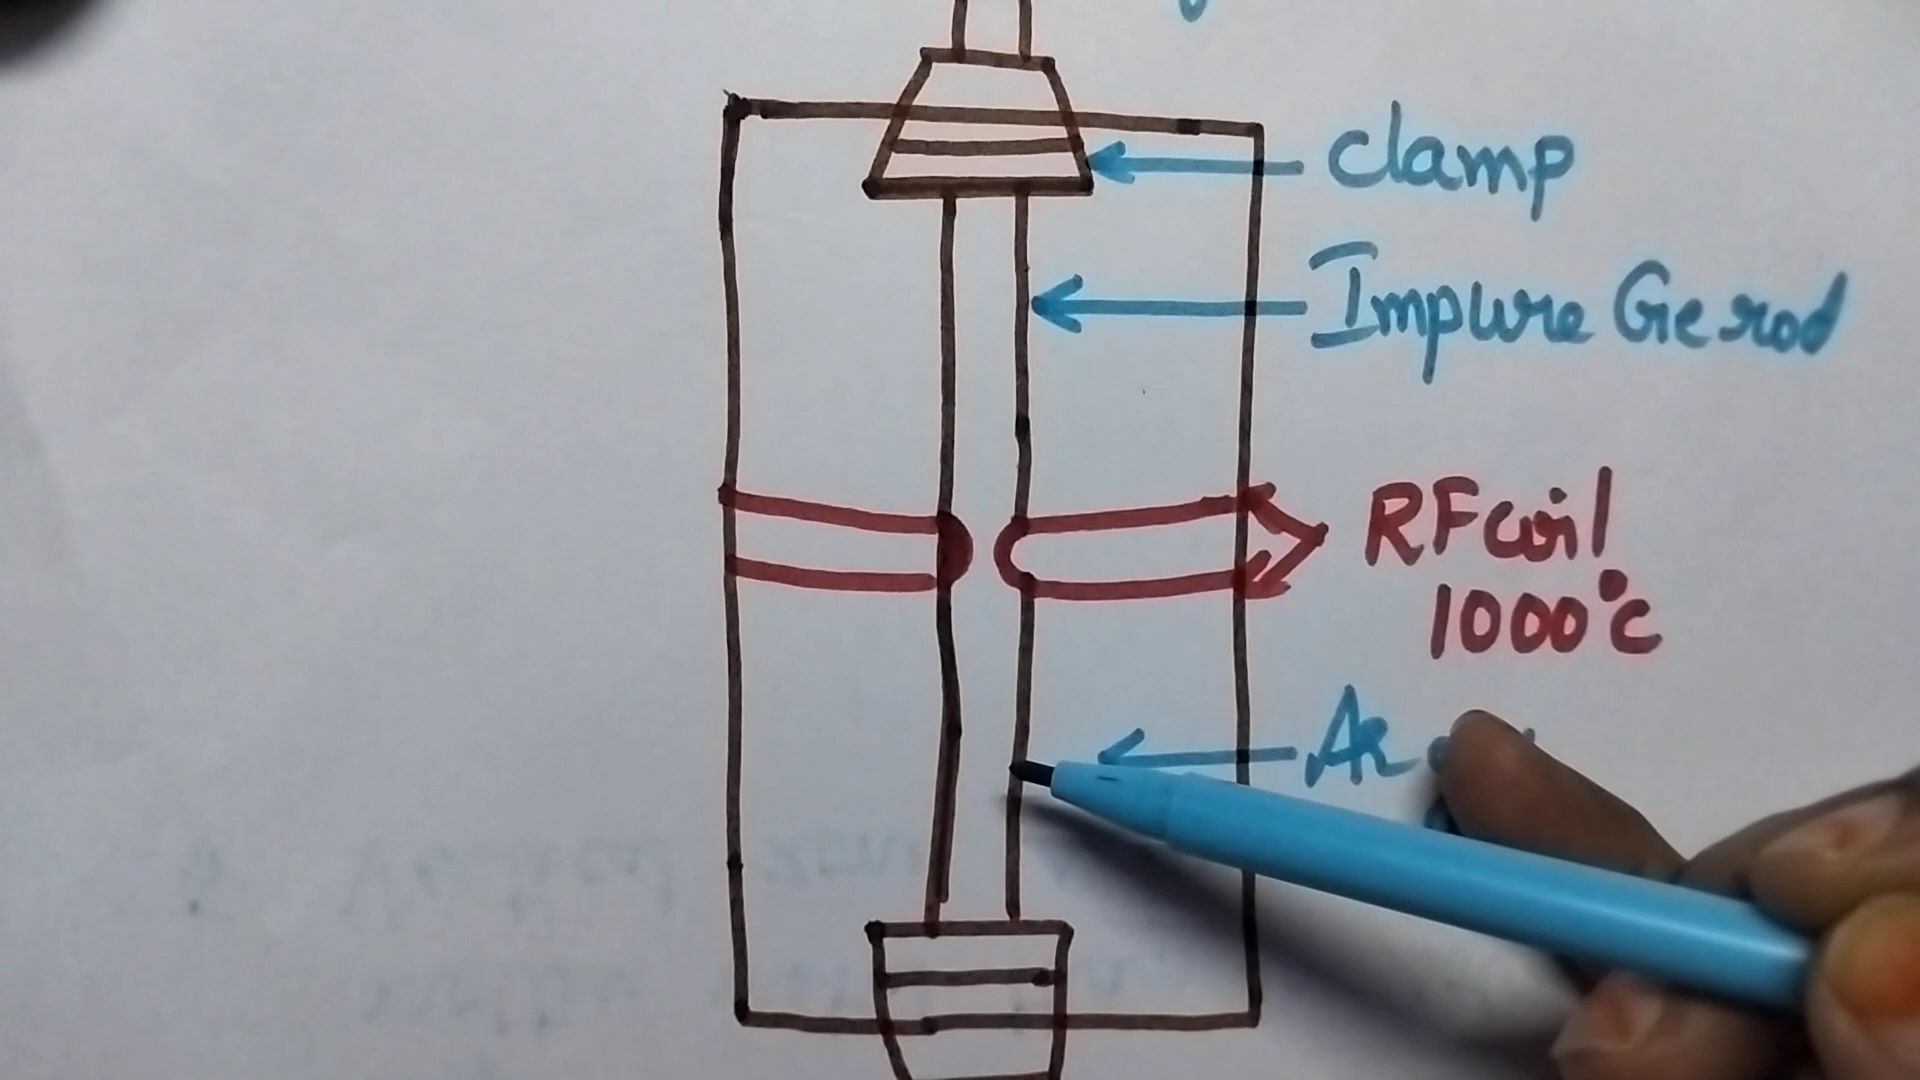 clamp
Impure Ge rod
RF coil
1000°c
Ar